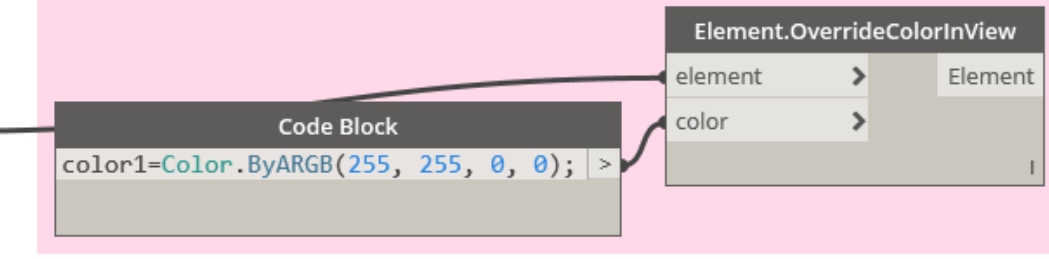 Element.OverrideColorInView
element > Element
color >
Code Block
color1=Color.ByARGB(255, 255, 0, 0); >
l